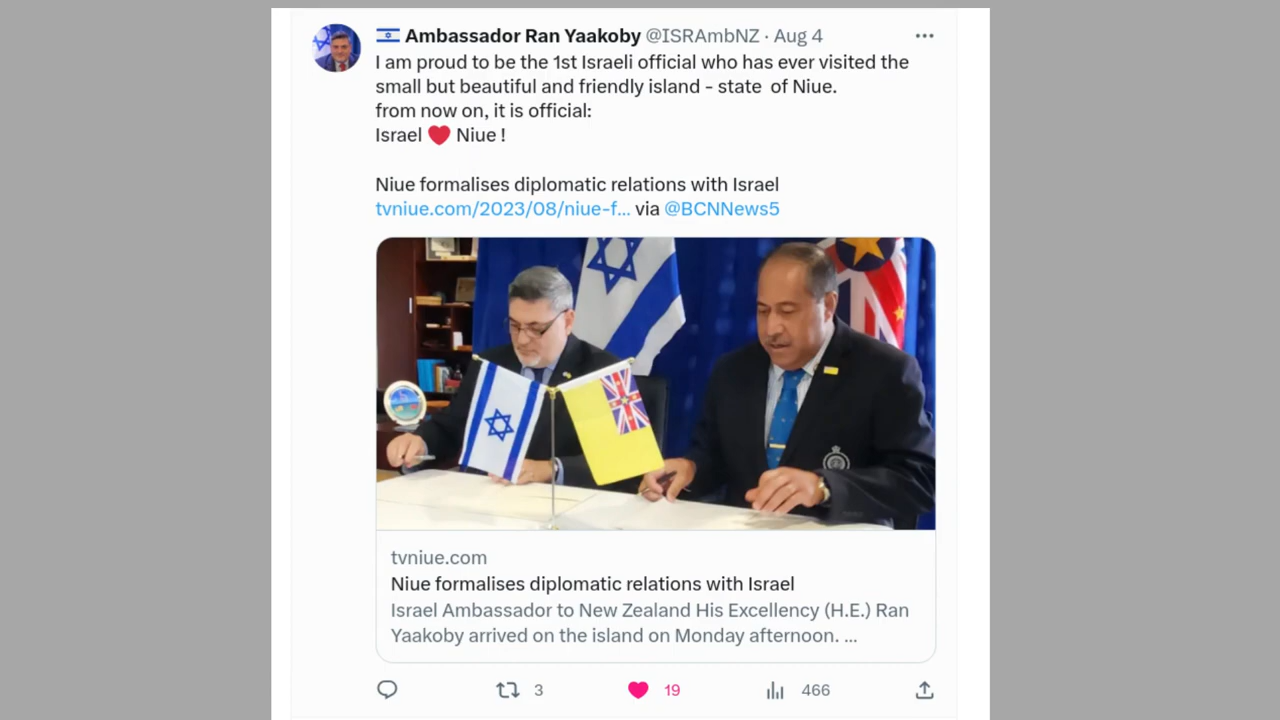 Ambassador Ran Yaakoby @ISRAmbNZ · Aug 4
I am proud to be the 1st Israeli official who has ever visited the
small but beautiful and friendly island - state of Niue.
from now on, it is official:
Israel ❤️ Niue !
Niue formalises diplomatic relations with Israel
tvniue.com/2023/08/niue-f... via @BCNNews5
tvniue.com
Niue formalises diplomatic relations with Israel
Israel Ambassador to New Zealand His Excellency (H.E.) Ran
Yaakoby arrived on the island on Monday afternoon. ...
3 19 466